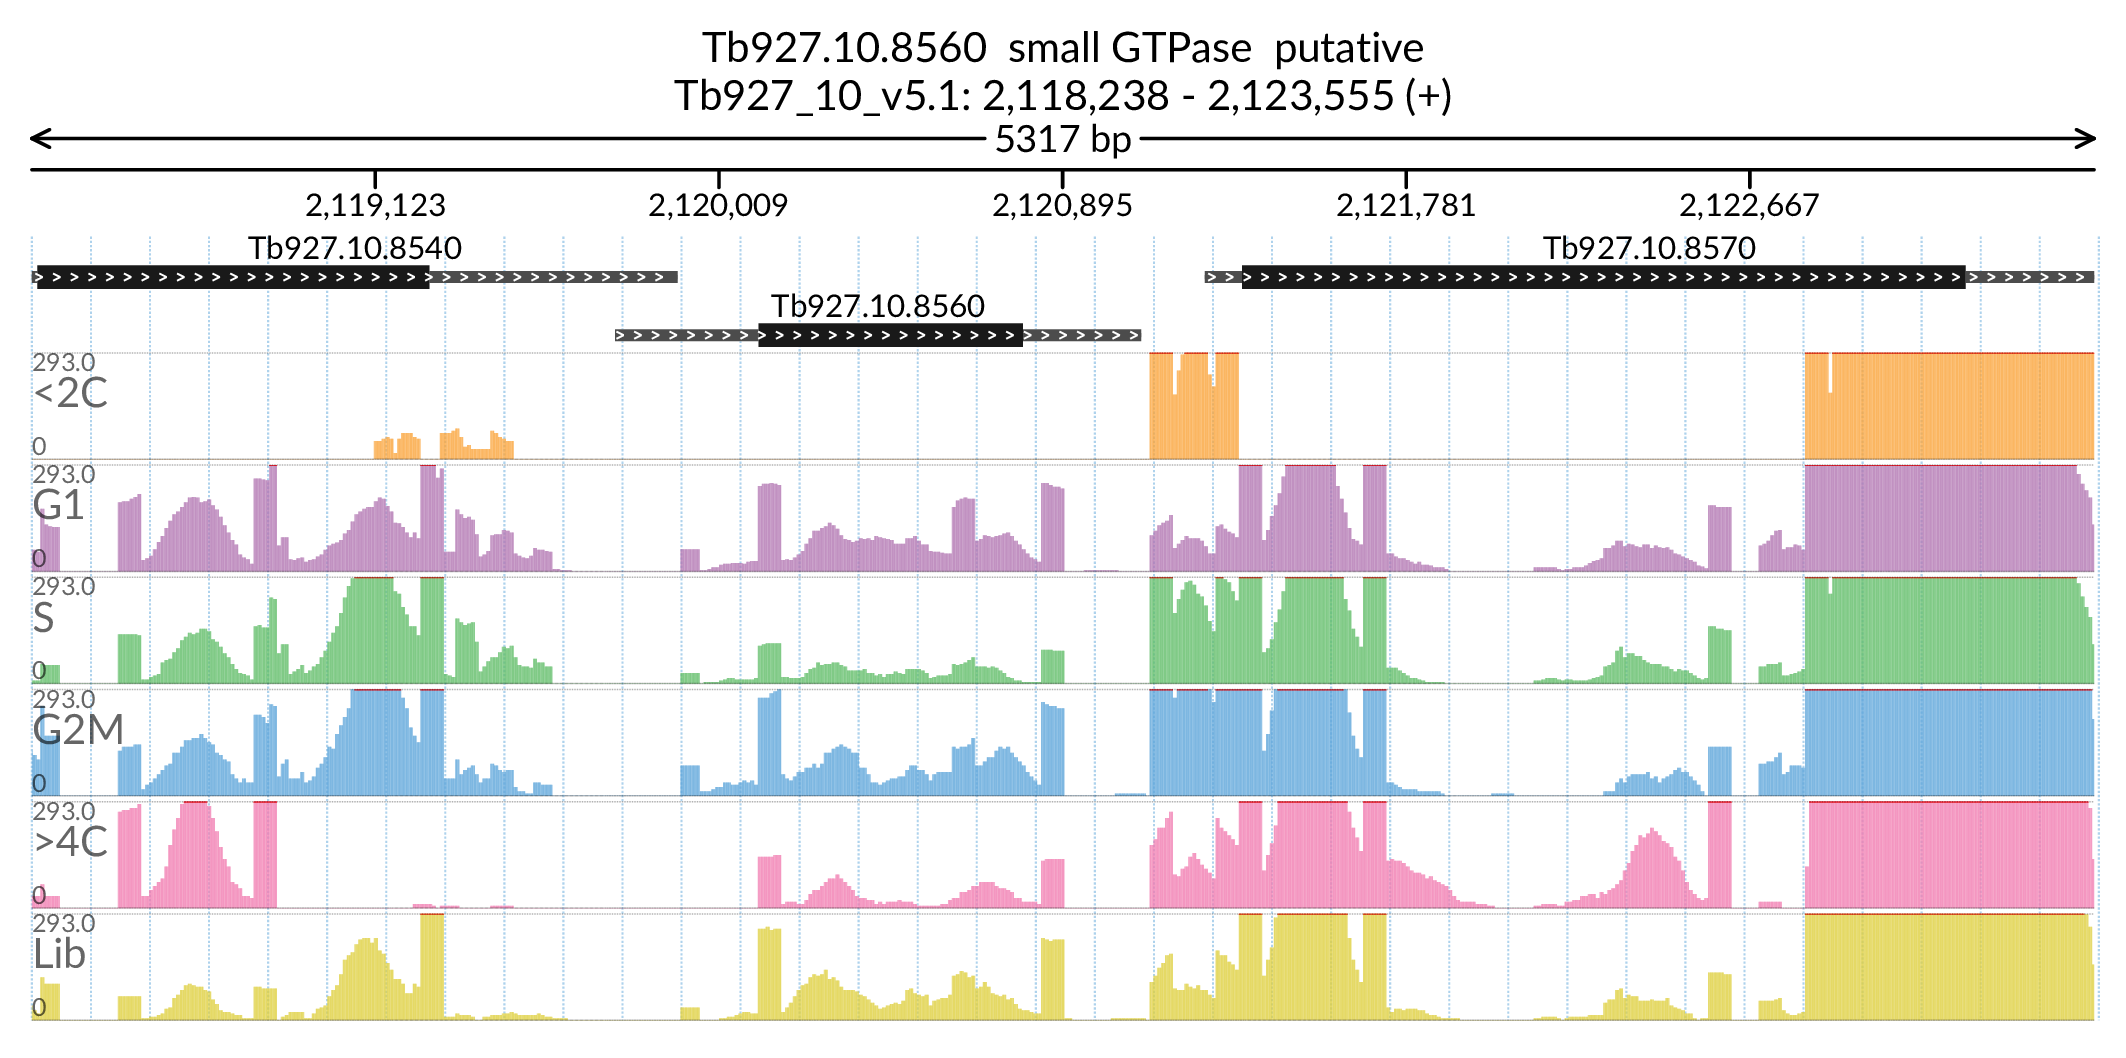 Tb927.10.8560  small GTPase  putative
Tb927_10_v5.1: 2,118,238 - 2,123,555 (+)
5317 bp
2,119,123 2,120,009 2,120,895 2,121,781 2,122,667
Tb927.10.8540 Tb927.10.8570
Tb927.10.8560
293.0
<2C
0
293.0
G1
0
293.0
S
0
293.0
G2M
0
293.0
>4C
0
293.0
Lib
0